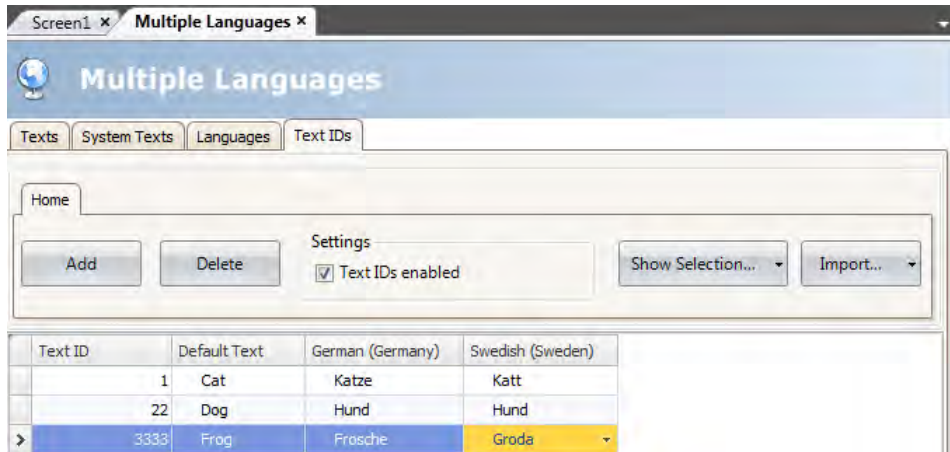 Screen1 × Multiple Languages ×
Multiple Languages
Texts System Texts Languages Text IDs
Home
Add Delete Settings Text IDs enabled Show Selection... Import...
Text ID Default Text German (Germany) Swedish (Sweden)
1 Cat Katze Katt
22 Dog Hund Hund
3333 Frog Frosche Groda